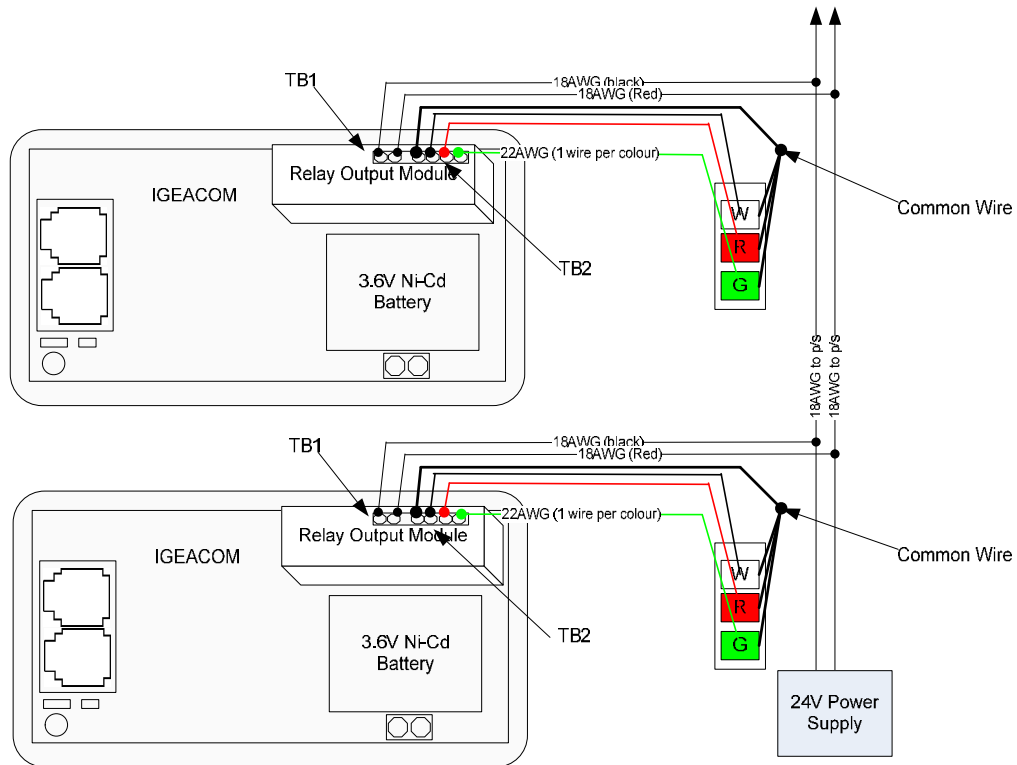 TB1
18AWG (black)
18AWG (Red)
22AWG (1 wire per colour)
Relay Output Module
IGEACOM
W
R
G
Common Wire
TB2
3.6V Ni-Cd
Battery
18AWG to p/s
18AWG to p/s
TB1
18AWG (black)
18AWG (Red)
22AWG (1 wire per colour)
Relay Output Module
IGEACOM
W
R
G
Common Wire
TB2
3.6V Ni-Cd
Battery
24V Power
Supply